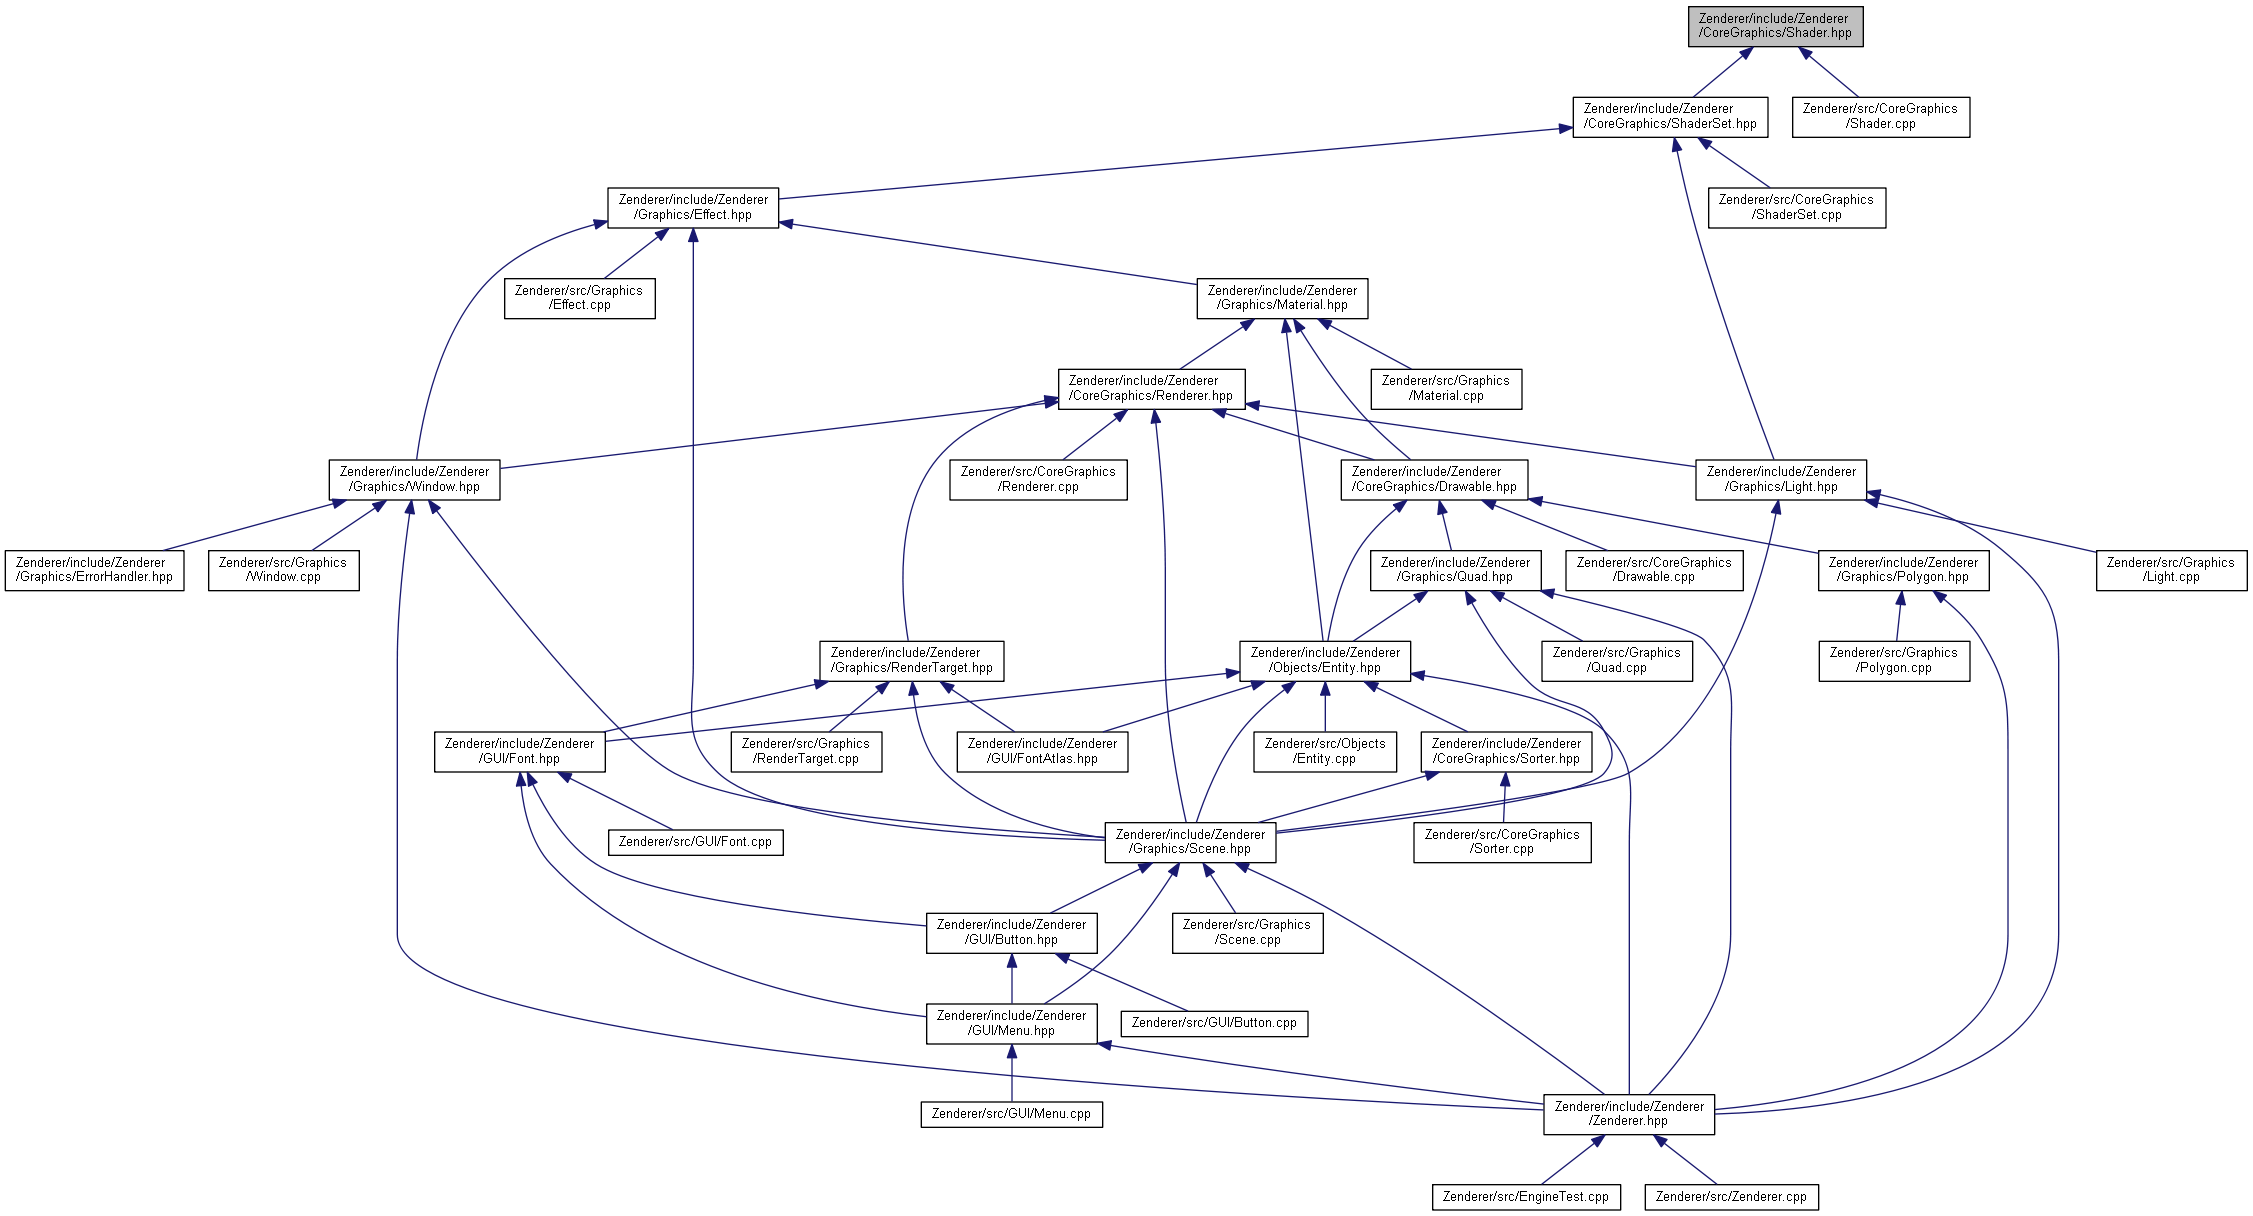 Zenderer/include/Zenderer
/CoreGraphics/Shader.hpp
Zenderer/include/Zenderer
/CoreGraphics/ShaderSet.hpp
Zenderer/src/CoreGraphics
/Shader.cpp
Zenderer/include/Zenderer
/Graphics/Effect.hpp
Zenderer/src/CoreGraphics
/ShaderSet.cpp
Zenderer/src/Graphics
/Effect.cpp
Zenderer/include/Zenderer
/Graphics/Material.hpp
Zenderer/include/Zenderer
/CoreGraphics/Renderer.hpp
Zenderer/src/Graphics
/Material.cpp
Zenderer/include/Zenderer
/Graphics/Window.hpp
Zenderer/src/CoreGraphics
/Renderer.cpp
Zenderer/include/Zenderer
/CoreGraphics/Drawable.hpp
Zenderer/include/Zenderer
/Graphics/Light.hpp
Zenderer/include/Zenderer
/Graphics/ErrorHandler.hpp
Zenderer/src/Graphics
/Window.cpp
Zenderer/include/Zenderer
/Graphics/Quad.hpp
Zenderer/src/CoreGraphics
/Drawable.cpp
Zenderer/include/Zenderer
/Graphics/Polygon.hpp
Zenderer/src/Graphics
/Light.cpp
Zenderer/include/Zenderer
/Graphics/RenderTarget.hpp
Zenderer/include/Zenderer
/Objects/Entity.hpp
Zenderer/src/Graphics
/Quad.cpp
Zenderer/src/Graphics
/Polygon.cpp
Zenderer/include/Zenderer
/GUI/Font.hpp
Zenderer/src/Graphics
/RenderTarget.cpp
Zenderer/include/Zenderer
/GUI/FontAtlas.hpp
Zenderer/src/Objects
/Entity.cpp
Zenderer/include/Zenderer
/CoreGraphics/Sorter.hpp
Zenderer/src/GUI/Font.cpp
Zenderer/include/Zenderer
/Graphics/Scene.hpp
Zenderer/src/CoreGraphics
/Sorter.cpp
Zenderer/include/Zenderer
/GUI/Button.hpp
Zenderer/src/Graphics
/Scene.cpp
Zenderer/include/Zenderer
/GUI/Menu.hpp
Zenderer/src/GUI/Button.cpp
Zenderer/src/GUI/Menu.cpp
Zenderer/include/Zenderer
/Zenderer.hpp
Zenderer/src/EngineTest.cpp
Zenderer/src/Zenderer.cpp